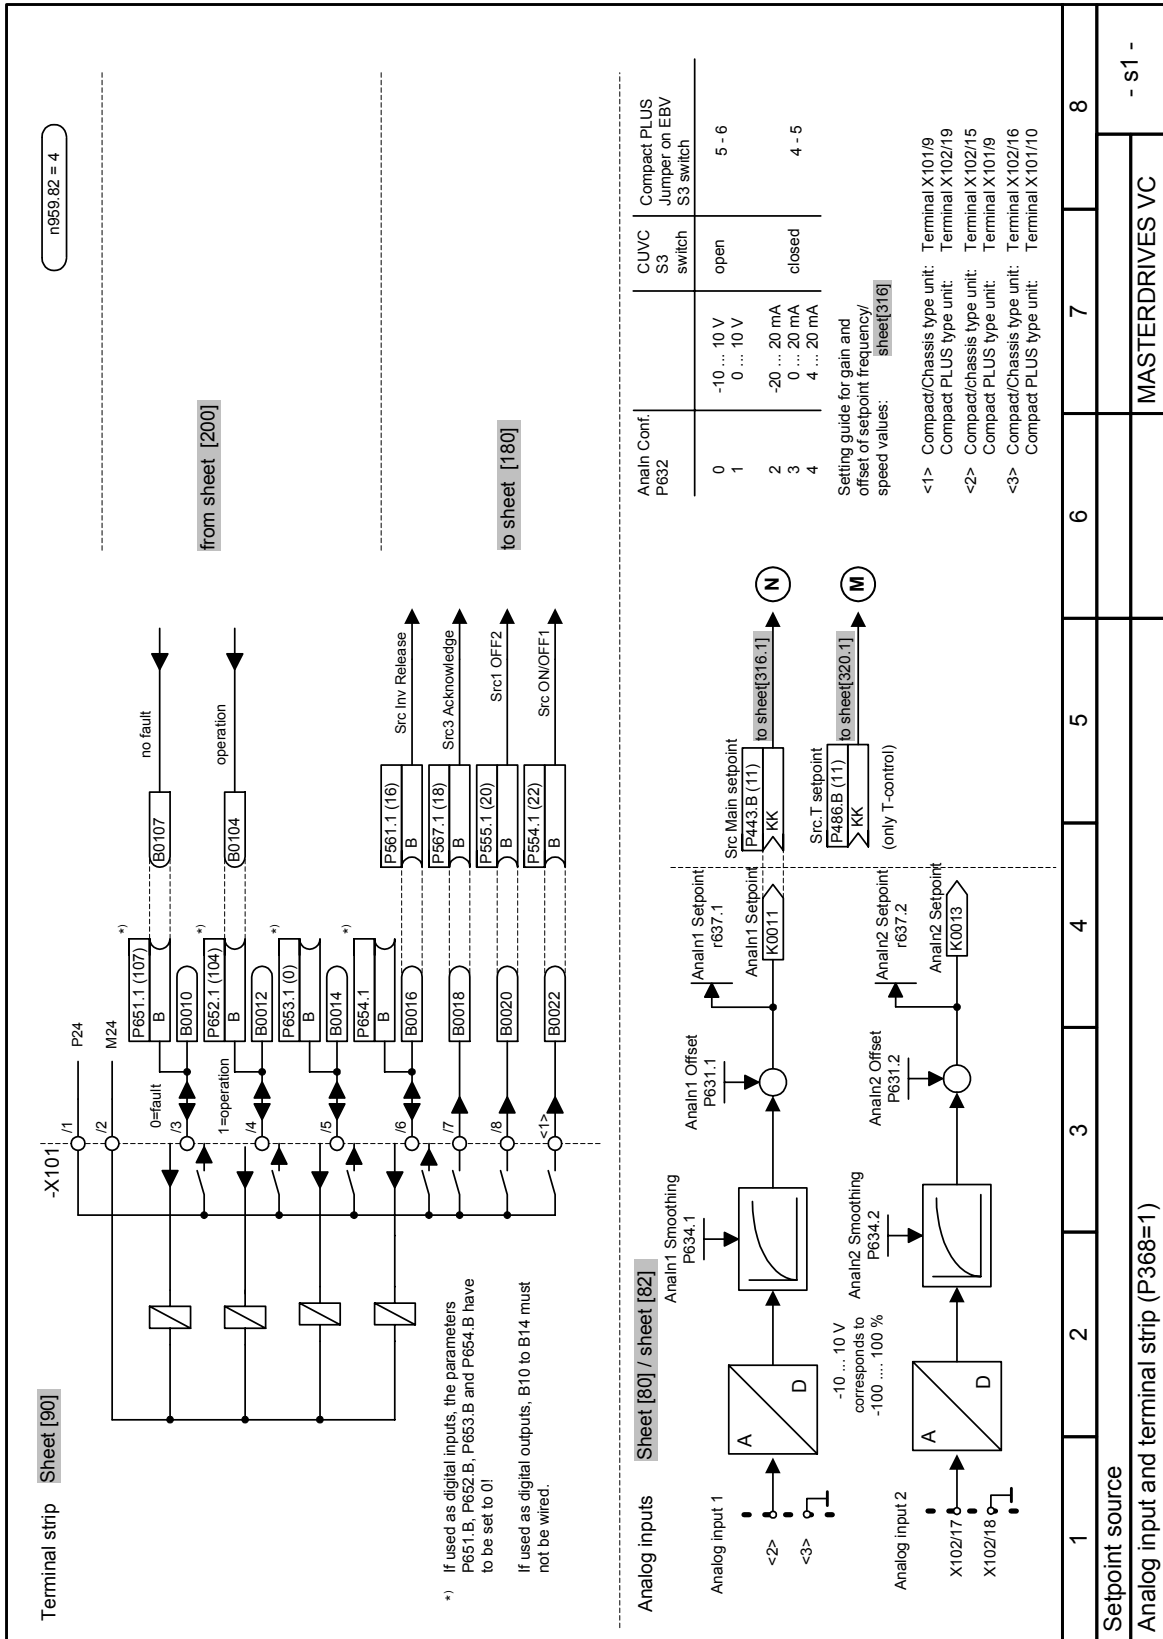 Terminal strip Sheet [90]
n959.82 = 4
-X101
/1
P24
/2
M24
0=fault
/3
1=operation
/4
/5
/6
/7
/8
<1>
*)
P651.1 (107)
B
B0010
*)
P652.1 (104)
B
B0012
*)
P653.1 (0)
B
B0014
*)
P654.1
B
B0016
B0018
B0020
B0022
B0107
no fault
B0104
operation
from sheet [200]
P561.1 (16)
B
Src Inv Release
P567.1 (18)
B
Src3 Acknowledge
P555.1 (20)
B
Src1 OFF2
P554.1 (22)
B
Src ON/OFF1
to sheet [180]
*) If used as digital inputs, the parameters
P651.B, P652.B, P653.B and P654.B have
to be set to 0!
If used as digital outputs, B10 to B14 must
not be wired.
Analog inputs Sheet [80] / sheet [82]
Analog input 1
<2>
<3>
A
D
-10 ... 10 V
corresponds to
-100 .... 100 %
AnaIn1 Smoothing
P634.1
AnaIn1 Offset
P631.1
AnaIn1 Setpoint
r637.1
AnaIn1 Setpoint
K0011
Src Main setpoint
P443.B (11)
KK
to sheet[316.1]
N
Src.T setpoint
P486.B (11)
KK
to sheet[320.1]
M
(only T-control)
Analog input 2
X102/17
X102/18
A
D
AnaIn2 Smoothing
P634.2
AnaIn2 Offset
P631.2
AnaIn2 Setpoint
r637.2
AnaIn2 Setpoint
K0013
AnaIn Conf.
P632
CUVC
S3
switch
Compact PLUS
Jumper on EBV
S3 switch
0 -10 ... 10 V open 5 - 6
1 0 ... 10 V
2 -20 ... 20 mA
3 0 ... 20 mA closed 4 - 5
4 4 ... 20 mA
Setting guide for gain and
offset of setpoint frequency/
speed values: sheet[316]
<1> Compact/Chassis type unit: Terminal X101/9
Compact PLUS type unit: Terminal X102/19
<2> Compact/chassis type unit: Terminal X102/15
Compact PLUS type unit: Terminal X101/9
<3> Compact/Chassis type unit: Terminal X102/16
Compact PLUS type unit: Terminal X101/10
1 2 3 4 5 6 7 8
Setpoint source
- s1 -
Analog input and terminal strip (P368=1)
MASTERDRIVES VC